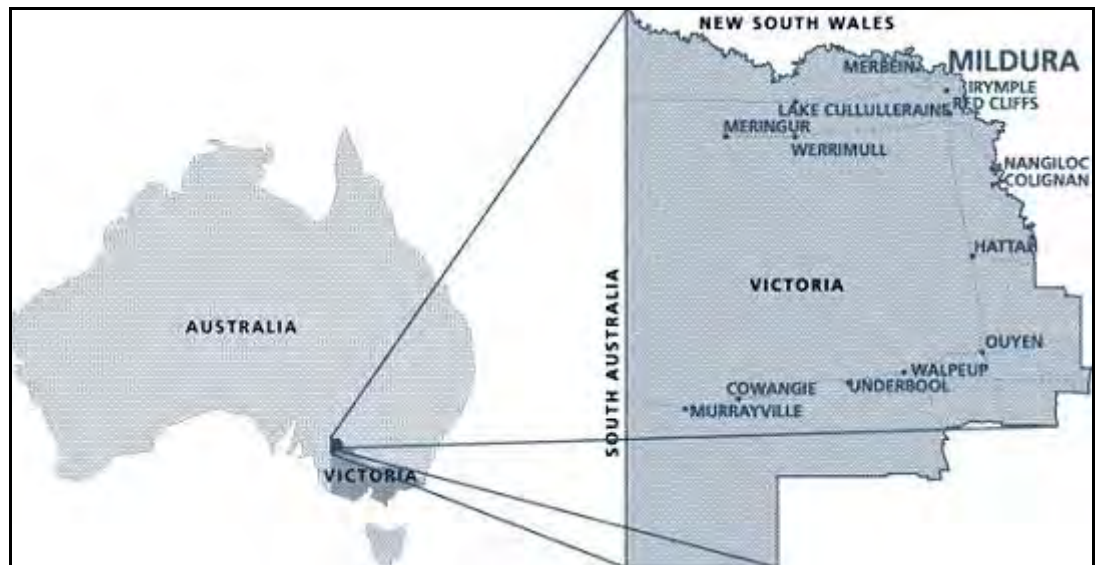 NEW SOUTH WALES
MILDURA
MERBEIN
IRYMPLE
LAKE CULLULLERAINE
RED CLIFFS
MERINGUR
WERRIMULL
NANGILOC
COLIGNAN
HATTAH
SOUTH AUSTRALIA
VICTORIA
AUSTRALIA
OUYEN
WALPEUP
COWANGIE
UNDERBOOL
MURRAYVILLE
VICTORIA